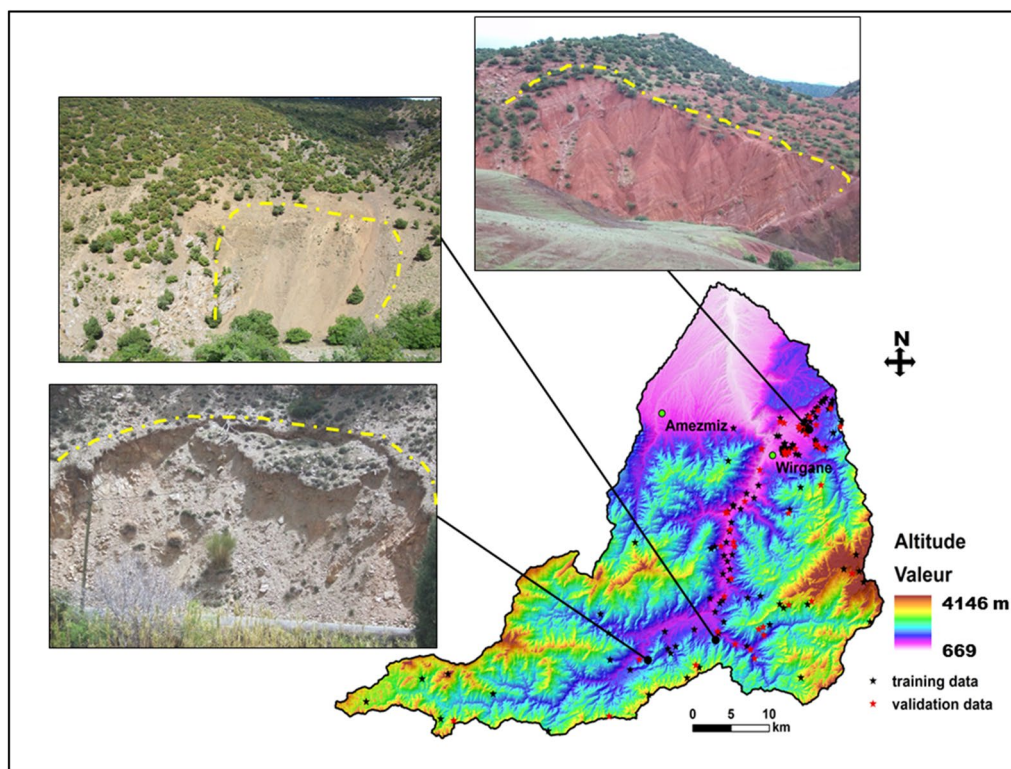 N
Amezmiz
Wirgane
Altitude
Valeur
4146 m
669
training data
validation data
0 5 10
km